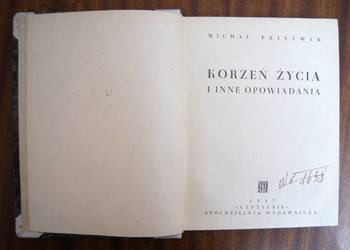 MICHAŁ PRISZWIN
KORZEŃ ŻYCIA
I INNE OPOWIADANIA
1947
«CZYTELNIK»
SPÓŁDZIELNIA WYDAWNICZA